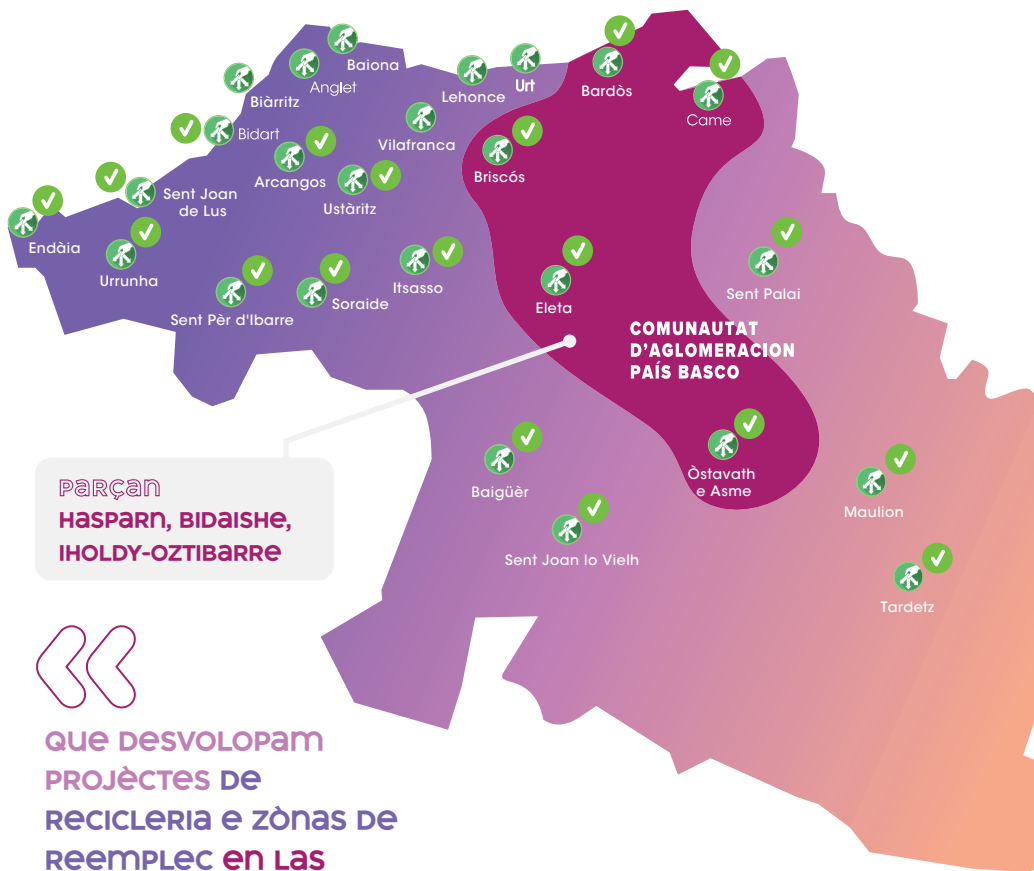 Baiona
Anglet
Biàrritz
Lehonce
Urt
Bardòs
Came
Bidart
Vilafranca
Briscós
Arcangos
Ustàritz
Sent Joan
de Lus
Endàia
Urrunha
Itsasso
Soraide
Sent Pèr d'Ibarre
Eleta
Sent Palai
COMUNAUTAT
D'AGLOMERACION
PAÍS BASCO
Òstavath
e Asme
Baigüèr
Maulion
Sent Joan lo Vielh
Tardetz
PARÇAN
HASPARN, BIDAISHE,
IHOLDY-OZTIBARRE
QUE DESVOLOPAM
PROJÈCTES DE
RECICLERIA E ZÒNAS DE
REEMPLEC EN LAS